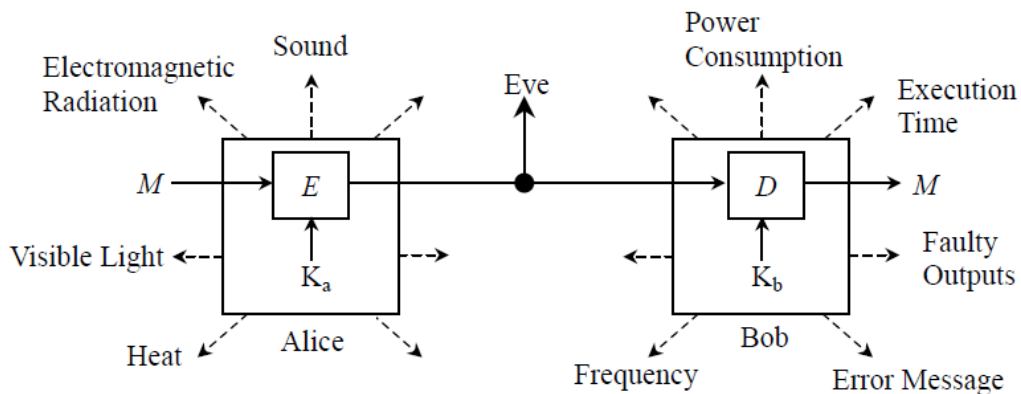 Sound
Electromagnetic
Radiation
Eve
Power
Consumption
Execution
Time
M
E
D
M
Visible Light
Ka
Kb
Faulty
Outputs
Heat
Alice
Bob
Frequency
Error Message